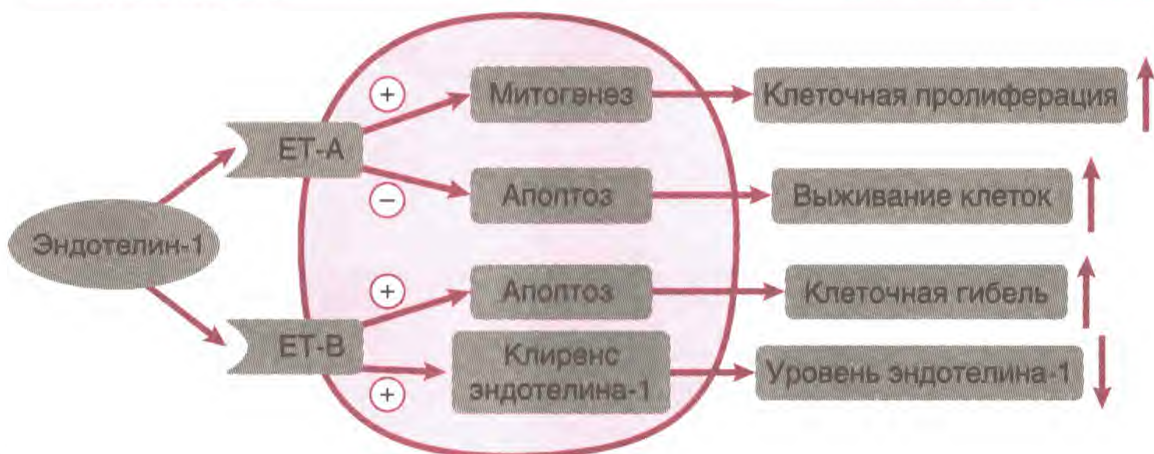 +
Митогенез
Клеточная пролиферация
ET-A
−
Апоптоз
Выживание клеток
Эндотелин-1
+
Апоптоз
Клеточная гибель
ET-B
+
Клиренс
эндотелина-1
Уровень эндотелина-1